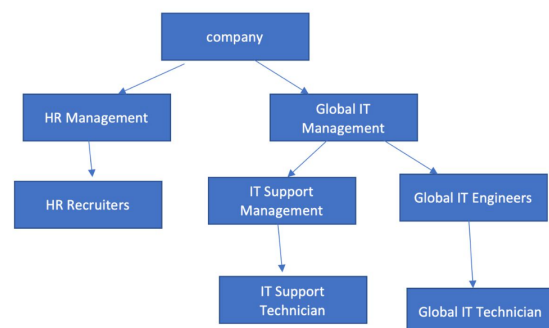 company
HR Management
Global IT
Management
HR Recruiters
IT Support
Management
Global IT Engineers
IT Support
Technician
Global IT Technician